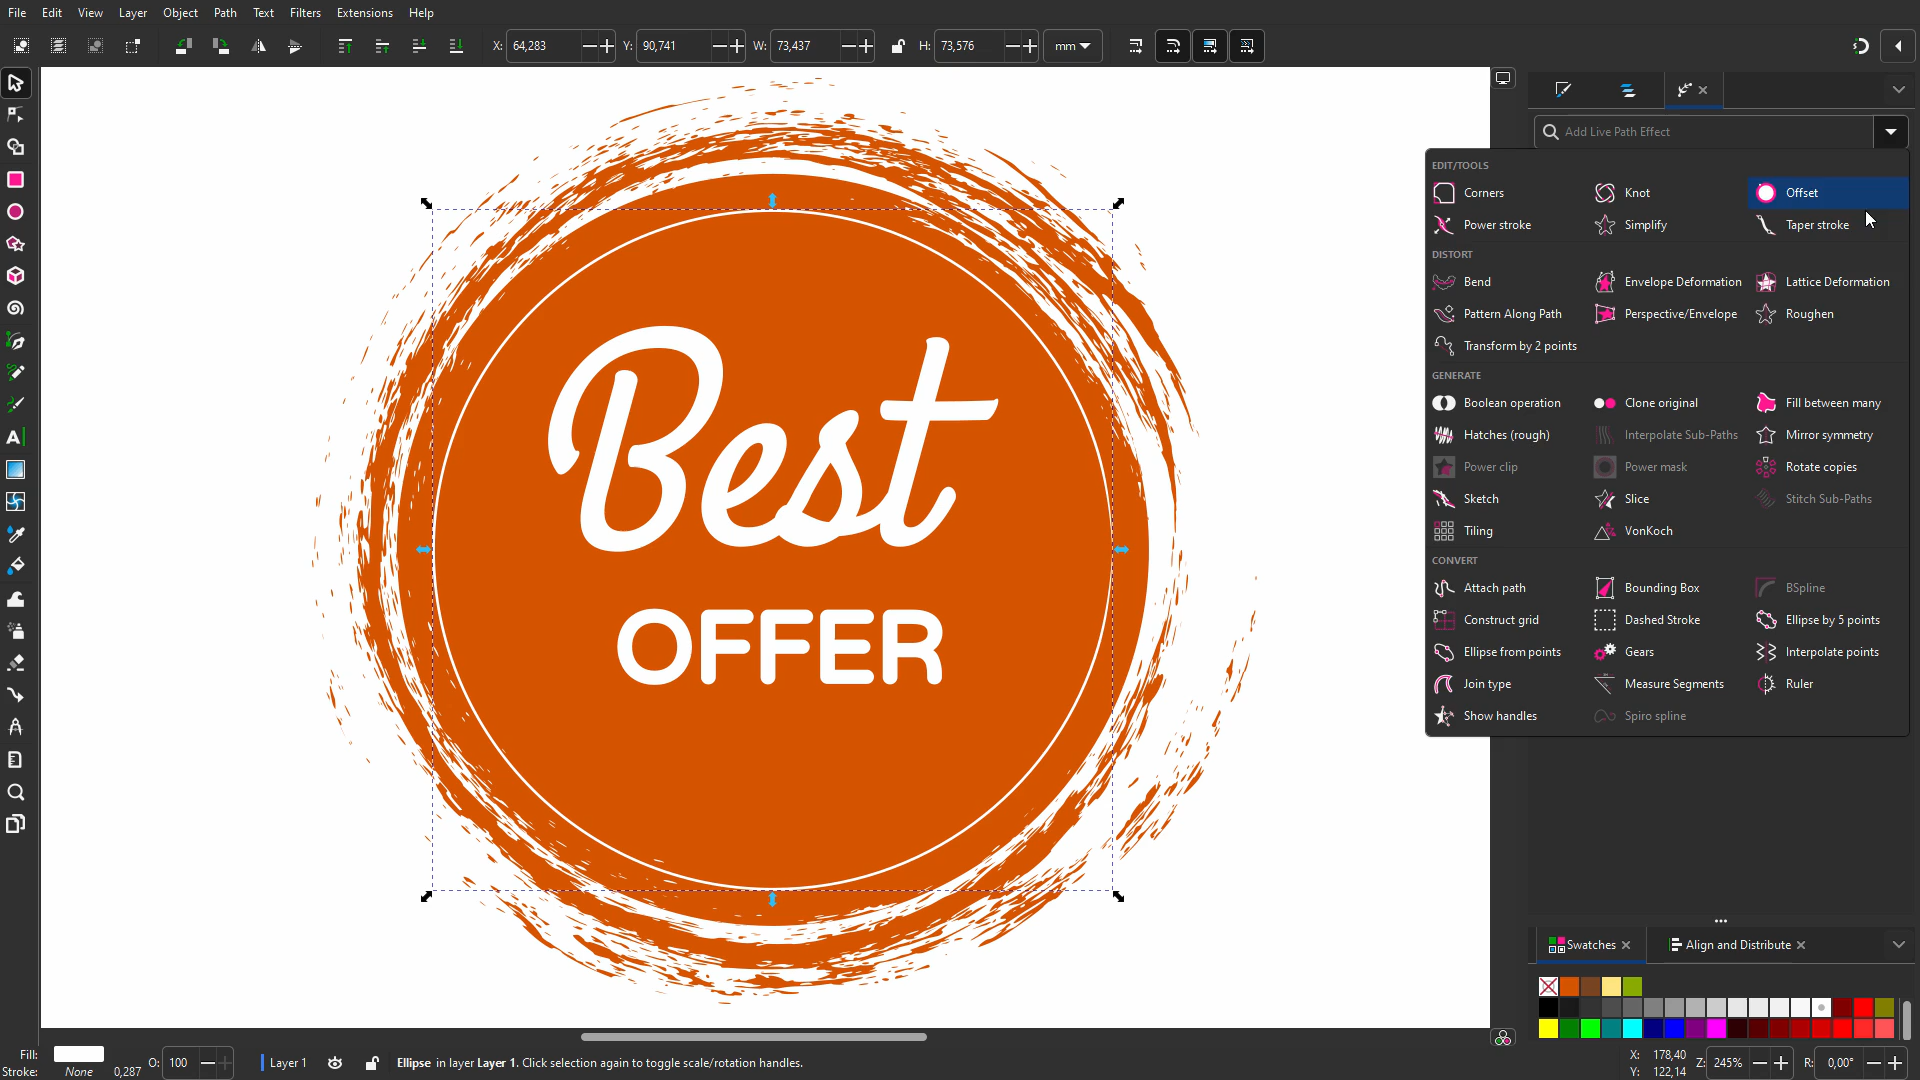 File Edit View Layer Object Path Text Filters Extensions Help
X: 64,283 Y: 90,741 W: 73,437 H: 73,576 mm
Add Live Path Effect
EDIT/TOOLS
Corners Knot Offset
Power stroke Simplify Taper stroke
DISTORT
Bend Envelope Deformation Lattice Deformation
Pattern Along Path Perspective/Envelope Roughen
Transform by 2 points
GENERATE
Boolean operation Clone original Fill between many
Hatches (rough) Interpolate Sub-Paths Mirror symmetry
Power clip Power mask Rotate copies
Sketch Slice Stitch Sub-Paths
Tiling VonKoch
CONVERT
Attach path Bounding Box BSpline
Construct grid Dashed Stroke Ellipse by 5 points
Ellipse from points Gears Interpolate points
Join type Measure Segments Ruler
Show handles Spiro spline
Best
OFFER
Swatches Align and Distribute
Fill: O: 100 Layer 1 Ellipse in layer Layer 1. Click selection again to toggle scale/rotation handles. X: 178,40 Z: 245% R: 0,00°
Stroke: None 0,287 Y: 122,14